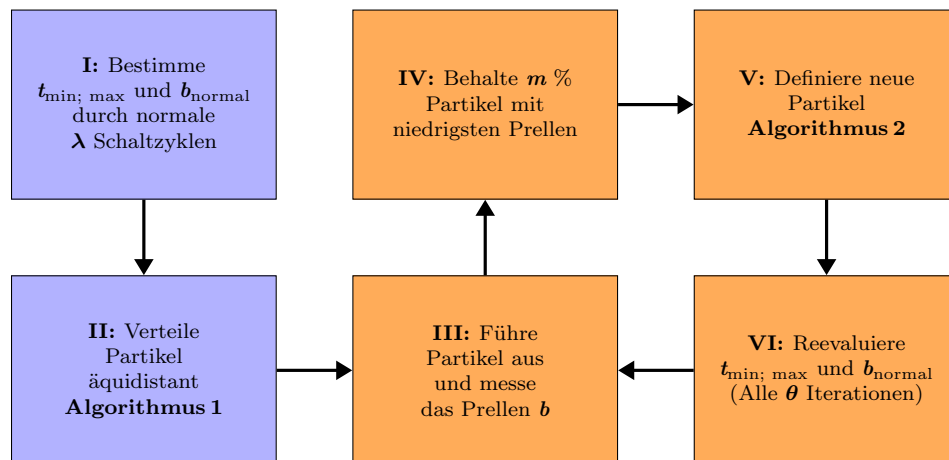 I: Bestimme
t_min; max und b_normal
durch normale
λ Schaltzyklen
II: Verteile
Partikel
äquidistant
Algorithmus 1
III: Führe
Partikel aus
und messe
das Prellen b
IV: Behalte m %
Partikel mit
niedrigsten Prellen
V: Definiere neue
Partikel
Algorithmus 2
VI: Reevaluiere
t_min; max und b_normal
(Alle θ Iterationen)